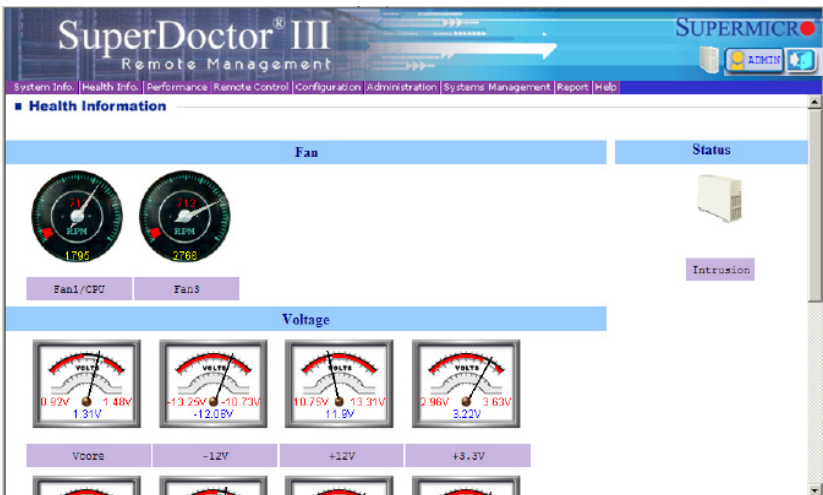 SuperDoctor® III
Remote Management
SUPERMICR
ADMIN
System Info. Health Info. Performance Remote Control Configuration Administration Systems Management Report Help
Health Information
Fan
Status
712
RPM
1795
712
RPM
2766
Fan1/CPU
Fan3
Intrusion
Voltage
VOLTS
0.92V 1.48V
1.31V
VOLTS
-13.25V -10.73V
-12.08V
VOLTS
10.75V 13.31V
11.9V
VOLTS
2.96V 3.63V
3.22V
Vcore
-12V
+12V
+3.3V